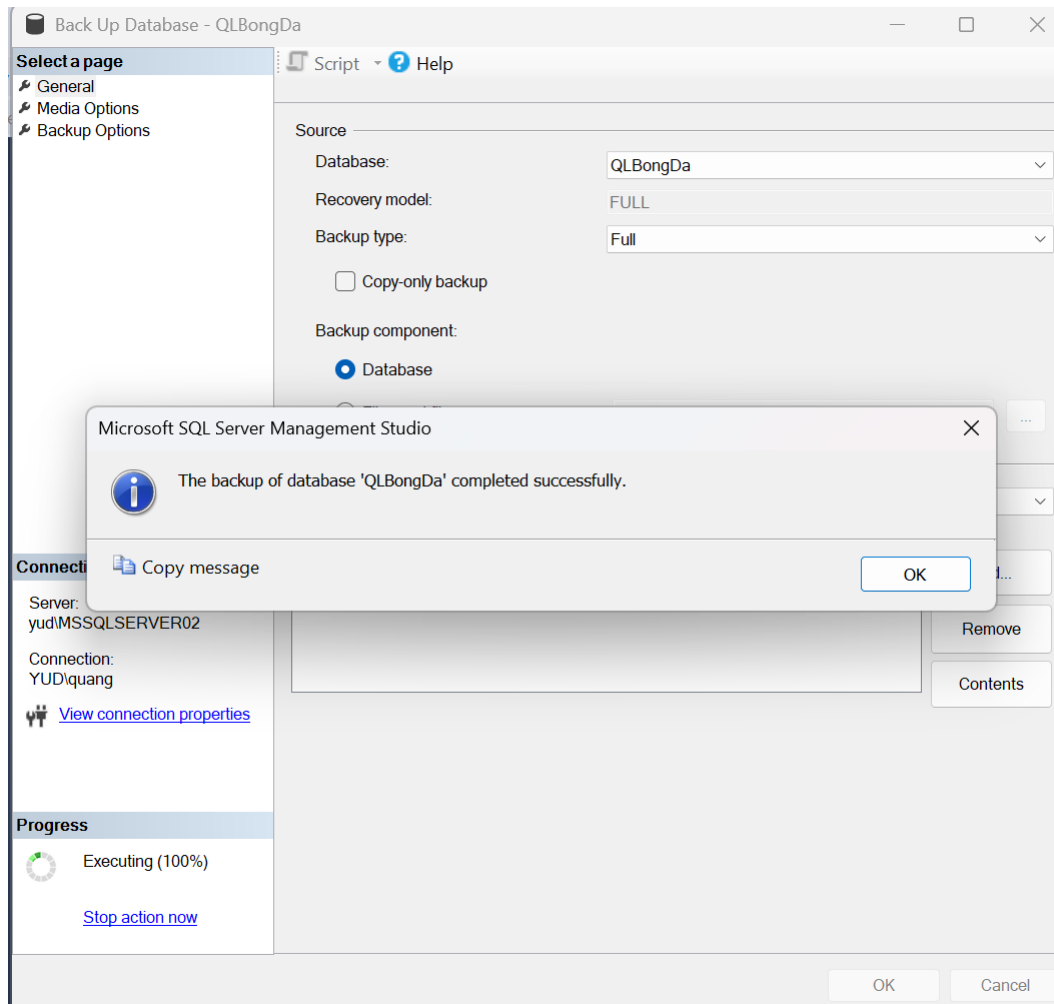 Back Up Database - QLBongDa
Select a page
General
Media Options
Backup Options
Script
Help
Source
Database:
QLBongDa
Recovery model:
FULL
Backup type:
Full
Copy-only backup
Backup component:
Database
...
Microsoft SQL Server Management Studio
The backup of database 'QLBongDa' completed successfully.
Copy message
OK
Server:
yud\MSSQLSERVER02
Connection:
YUD\quang
View connection properties
Remove
Contents
Progress
Executing (100%)
Stop action now
OK
Cancel